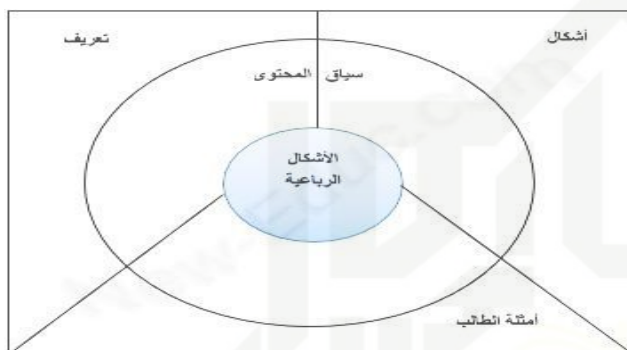 أشكال
تعريف
سياق المحتوى
الأشكال
الرباعية
أمثلة الطالب